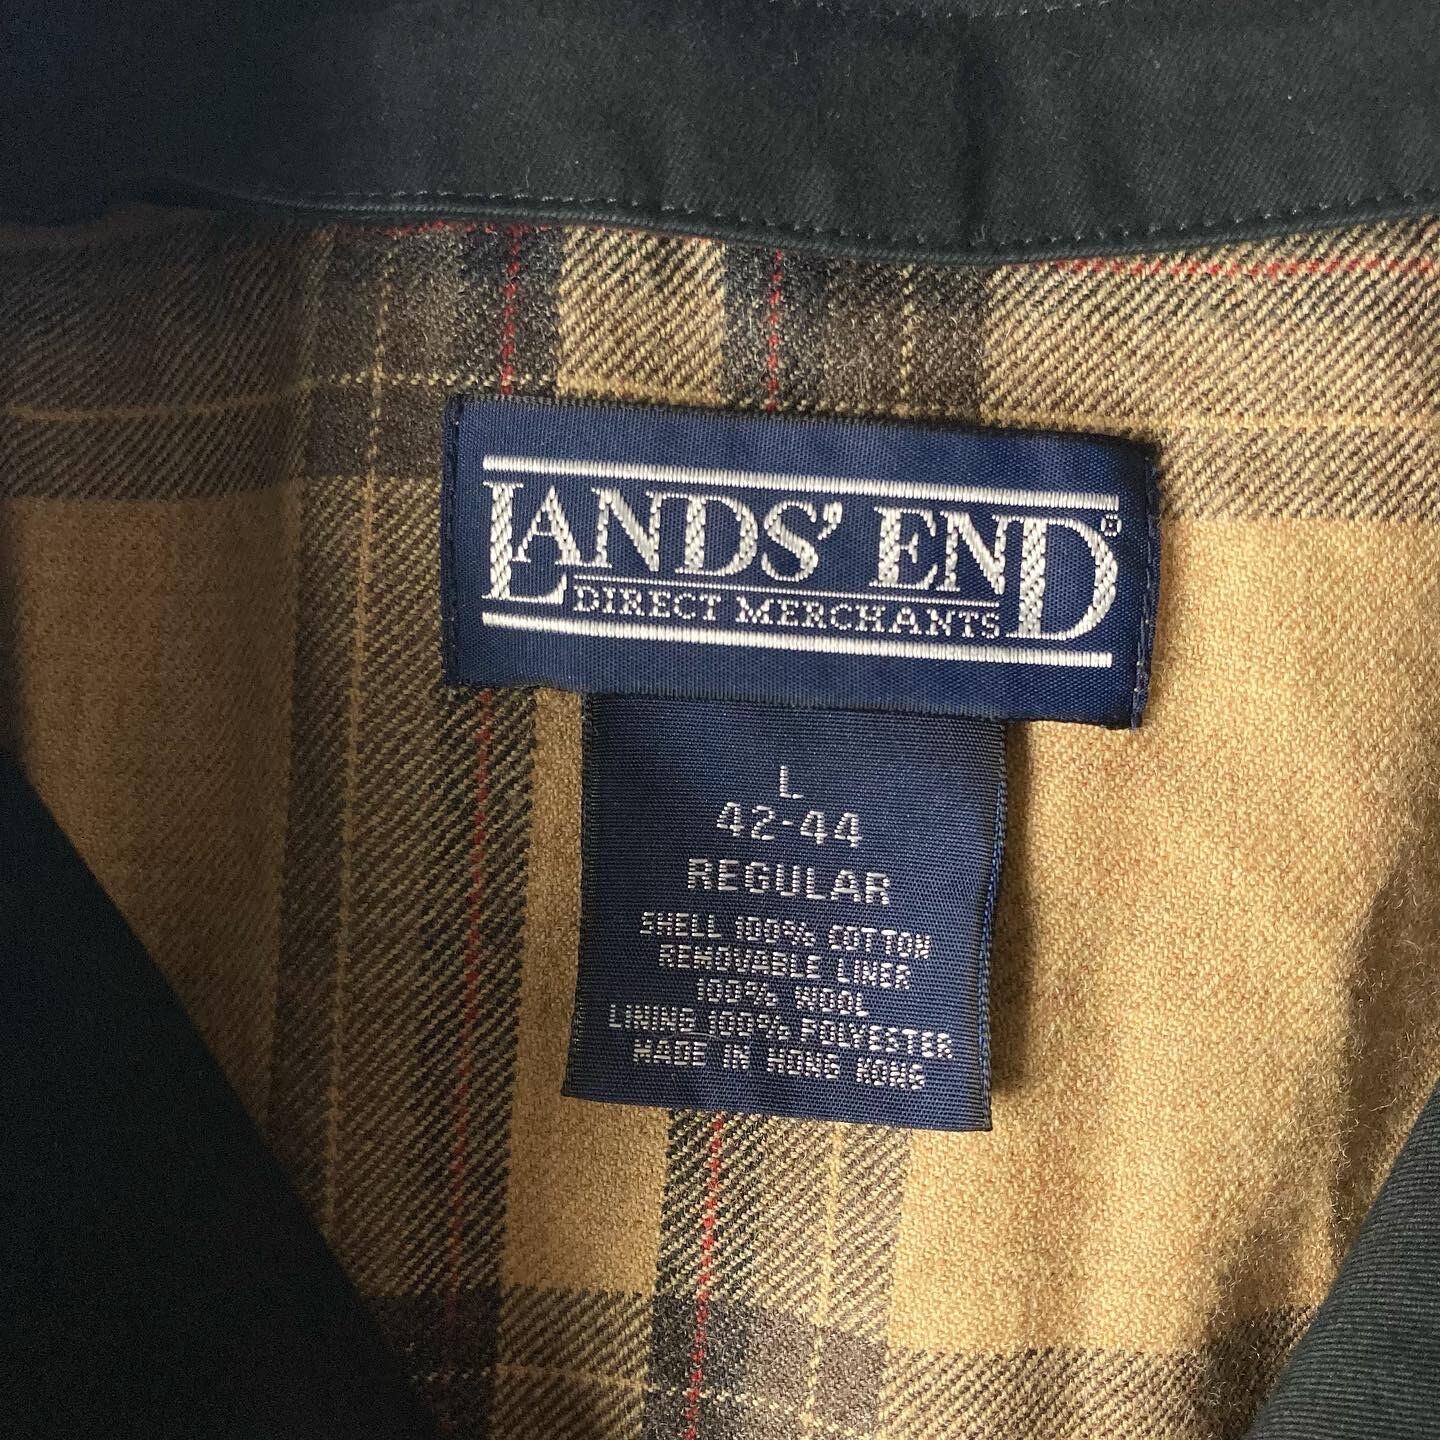 LANDS' END®
DIRECT MERCHANTS
L
42-44
REGULAR
SHELL 100% COTTON
REMOVABLE LINER
100% WOOL
LINING 100% POLYESTER
MADE IN HONG KONG